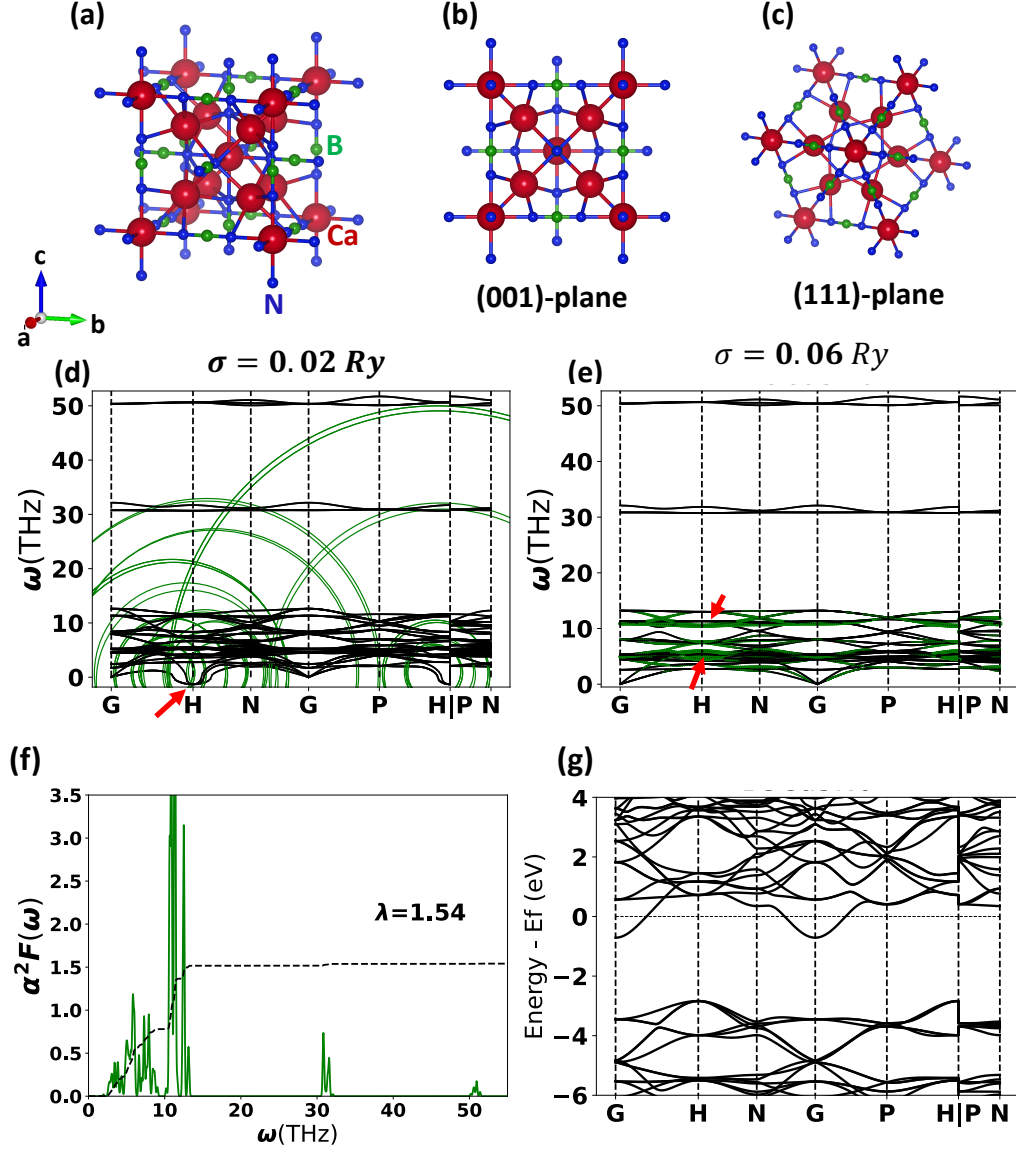 (a)
(b)
(c)
B
Ca
N
c
a
b
(001)-plane
(111)-plane
(d)
σ = 0.02 Ry
(e)
σ = 0.06 Ry
ω(THz)
50
40
30
20
10
0
G H N G P H|P N
ω(THz)
50
40
30
20
10
0
G H N G P H|P N
(f)
α²F(ω)
3.5
3.0
2.5
2.0
1.5
1.0
0.5
0.0
λ=1.54
0 10 20 30 40 50
ω(THz)
(g)
Energy - Ef (eV)
4
2
0
−2
−4
−6
G H N G P H|P N